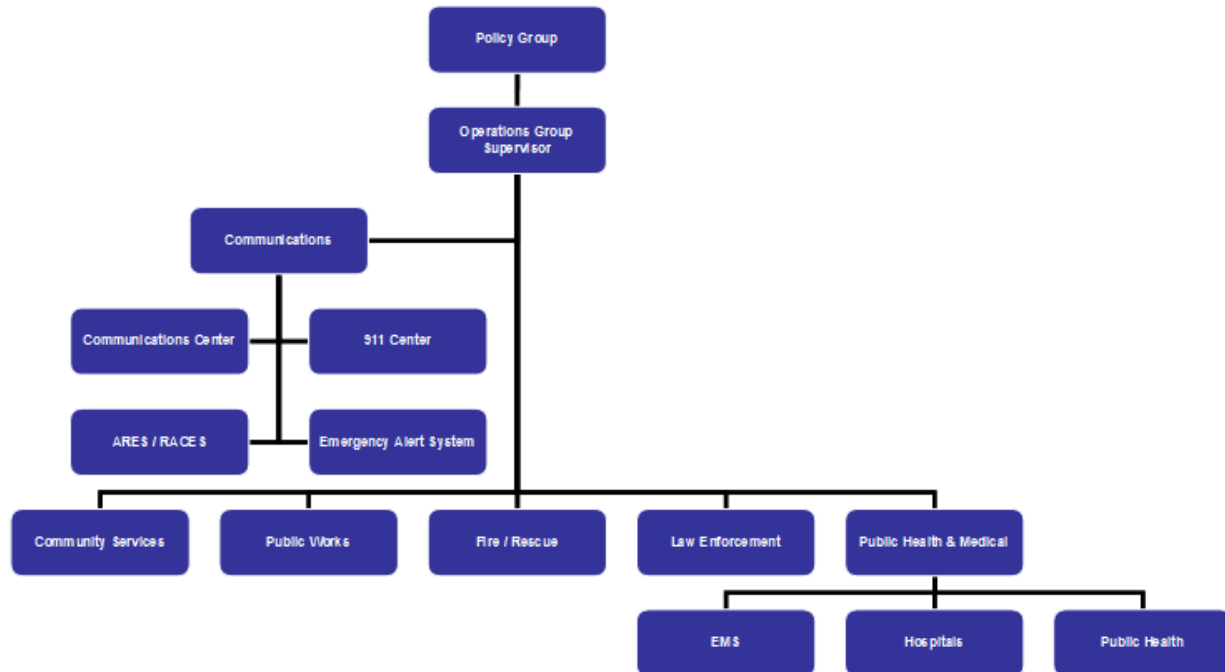 Policy Group
Operations Group
Supervisor
Communications
Communications Center
911 Center
ARES / RACES
Emergency Alert System
Community Services
Public Works
Fire / Rescue
Law Enforcement
Public Health & Medical
EMS
Hospitals
Public Health